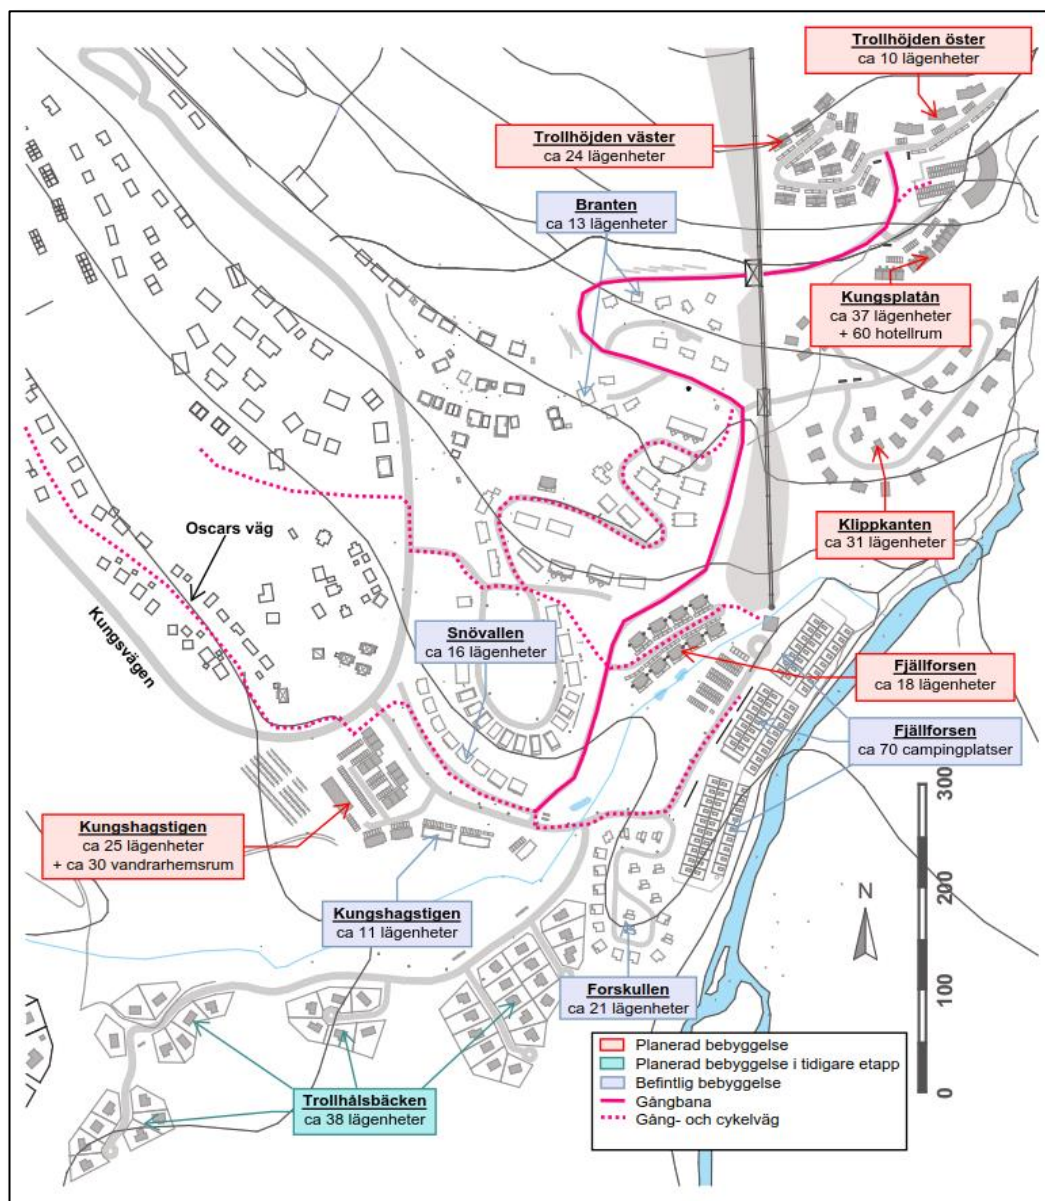 Trollhöjden öster
ca 10 lägenheter
Trollhöjden väster
ca 24 lägenheter
Branten
ca 13 lägenheter
Kungsplatån
ca 37 lägenheter
+ 60 hotellrum
Oscars väg
Klippkanten
ca 31 lägenheter
Kungsvägen
Snövallen
ca 16 lägenheter
Fjällforsen
ca 18 lägenheter
Fjällforsen
ca 70 campingplatser
Kungshagstigen
ca 25 lägenheter
+ ca 30 vandrarhemsrum
Kungshagstigen
ca 11 lägenheter
N
300
200
100
0
Forskullen
ca 21 lägenheter
Trollhålsbäcken
ca 38 lägenheter
Planerad bebyggelse
Planerad bebyggelse i tidigare etapp
Befintlig bebyggelse
Gångbana
Gång- och cykelväg